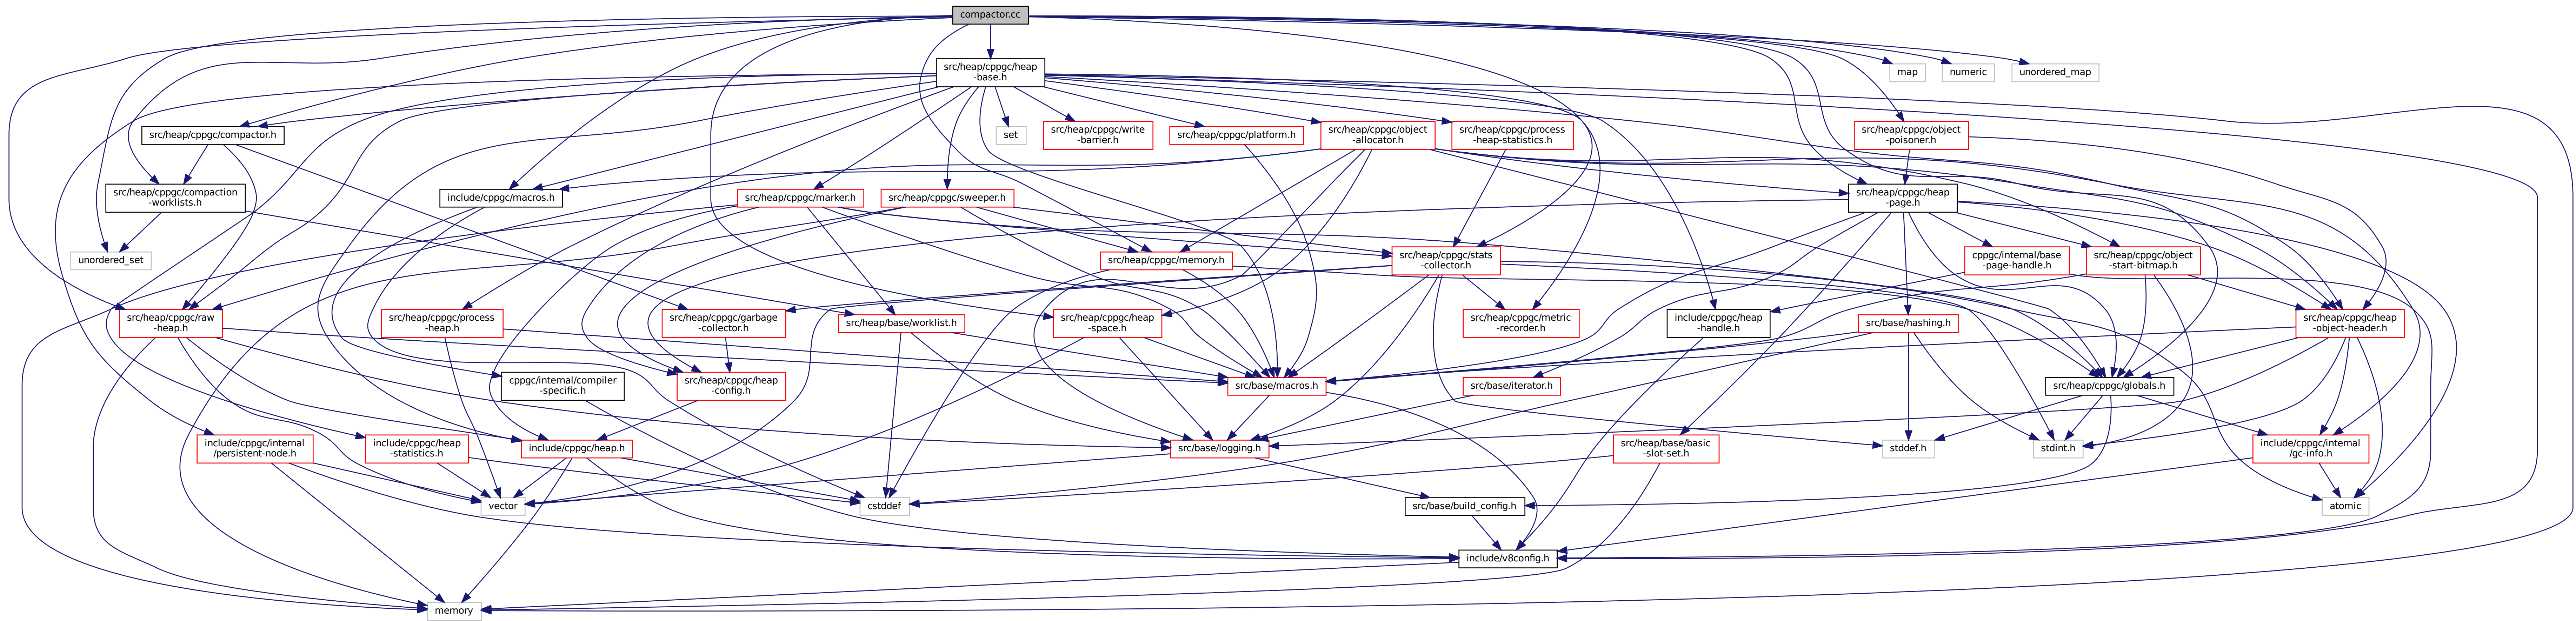 compactor.cc
src/heap/cppgc/heap
-base.h
map
numeric
unordered_map
src/heap/cppgc/compactor.h
set
src/heap/cppgc/write
-barrier.h
src/heap/cppgc/platform.h
src/heap/cppgc/object
-allocator.h
src/heap/cppgc/process
-heap-statistics.h
src/heap/cppgc/object
-poisoner.h
src/heap/cppgc/compaction
-worklists.h
include/cppgc/macros.h
src/heap/cppgc/marker.h
src/heap/cppgc/sweeper.h
src/heap/cppgc/heap
-page.h
unordered_set
src/heap/cppgc/memory.h
src/heap/cppgc/stats
-collector.h
cppgc/internal/base
-page-handle.h
src/heap/cppgc/object
-start-bitmap.h
src/heap/cppgc/raw
-heap.h
src/heap/cppgc/process
-heap.h
src/heap/cppgc/garbage
-collector.h
src/heap/base/worklist.h
src/heap/cppgc/heap
-space.h
src/heap/cppgc/metric
-recorder.h
include/cppgc/heap
-handle.h
src/base/hashing.h
src/heap/cppgc/heap
-object-header.h
cppgc/internal/compiler
-specific.h
src/heap/cppgc/heap
-config.h
src/base/macros.h
src/base/iterator.h
src/heap/cppgc/globals.h
include/cppgc/internal
/persistent-node.h
include/cppgc/heap
-statistics.h
include/cppgc/heap.h
src/base/logging.h
src/heap/base/basic
-slot-set.h
stddef.h
stdint.h
include/cppgc/internal
/gc-info.h
vector
cstddef
src/base/build_config.h
atomic
include/v8config.h
memory